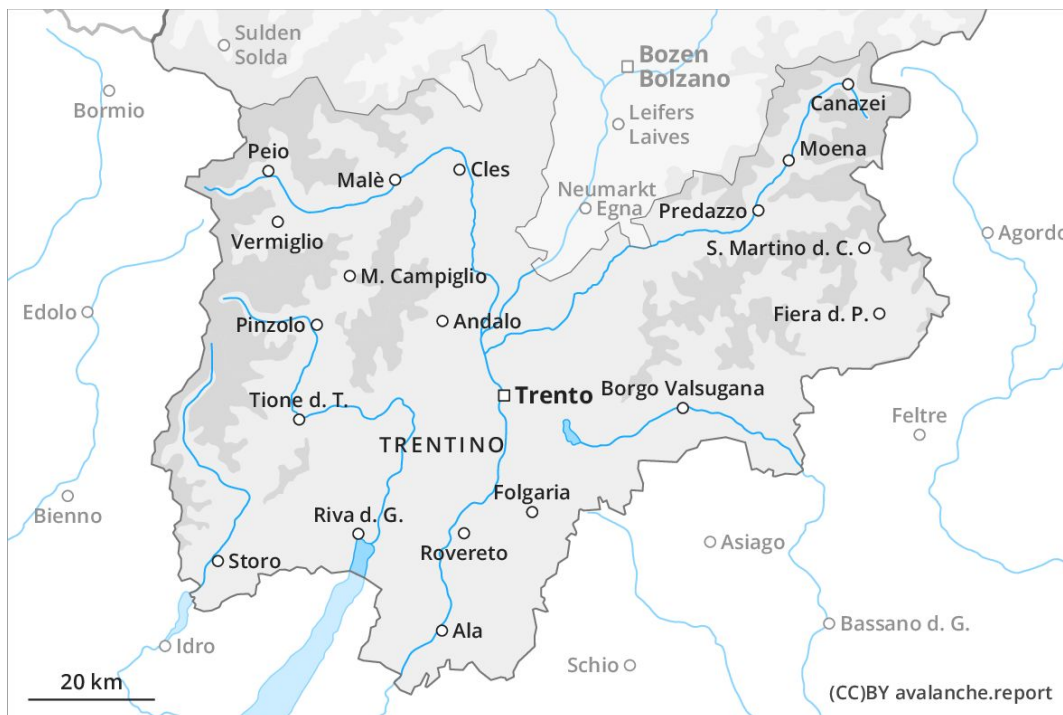 Sulden
Solda
Bozen
Bolzano
Bormio
Canazei
Leifers
Laives
Peio
Malè
Cles
Moena
Neumarkt
Egna
Predazzo
Vermiglio
S. Martino d. C.
Agordo
M. Campiglio
Edolo
Pinzolo
Andalo
Fiera d. P.
Tione d. T.
Trento
Borgo Valsugana
Feltre
TRENTINO
Bienno
Riva d. G.
Folgaria
Rovereto
Asiago
Storo
Idro
Ala
Bassano d. G.
Schio
20 km
(CC)BY avalanche.report